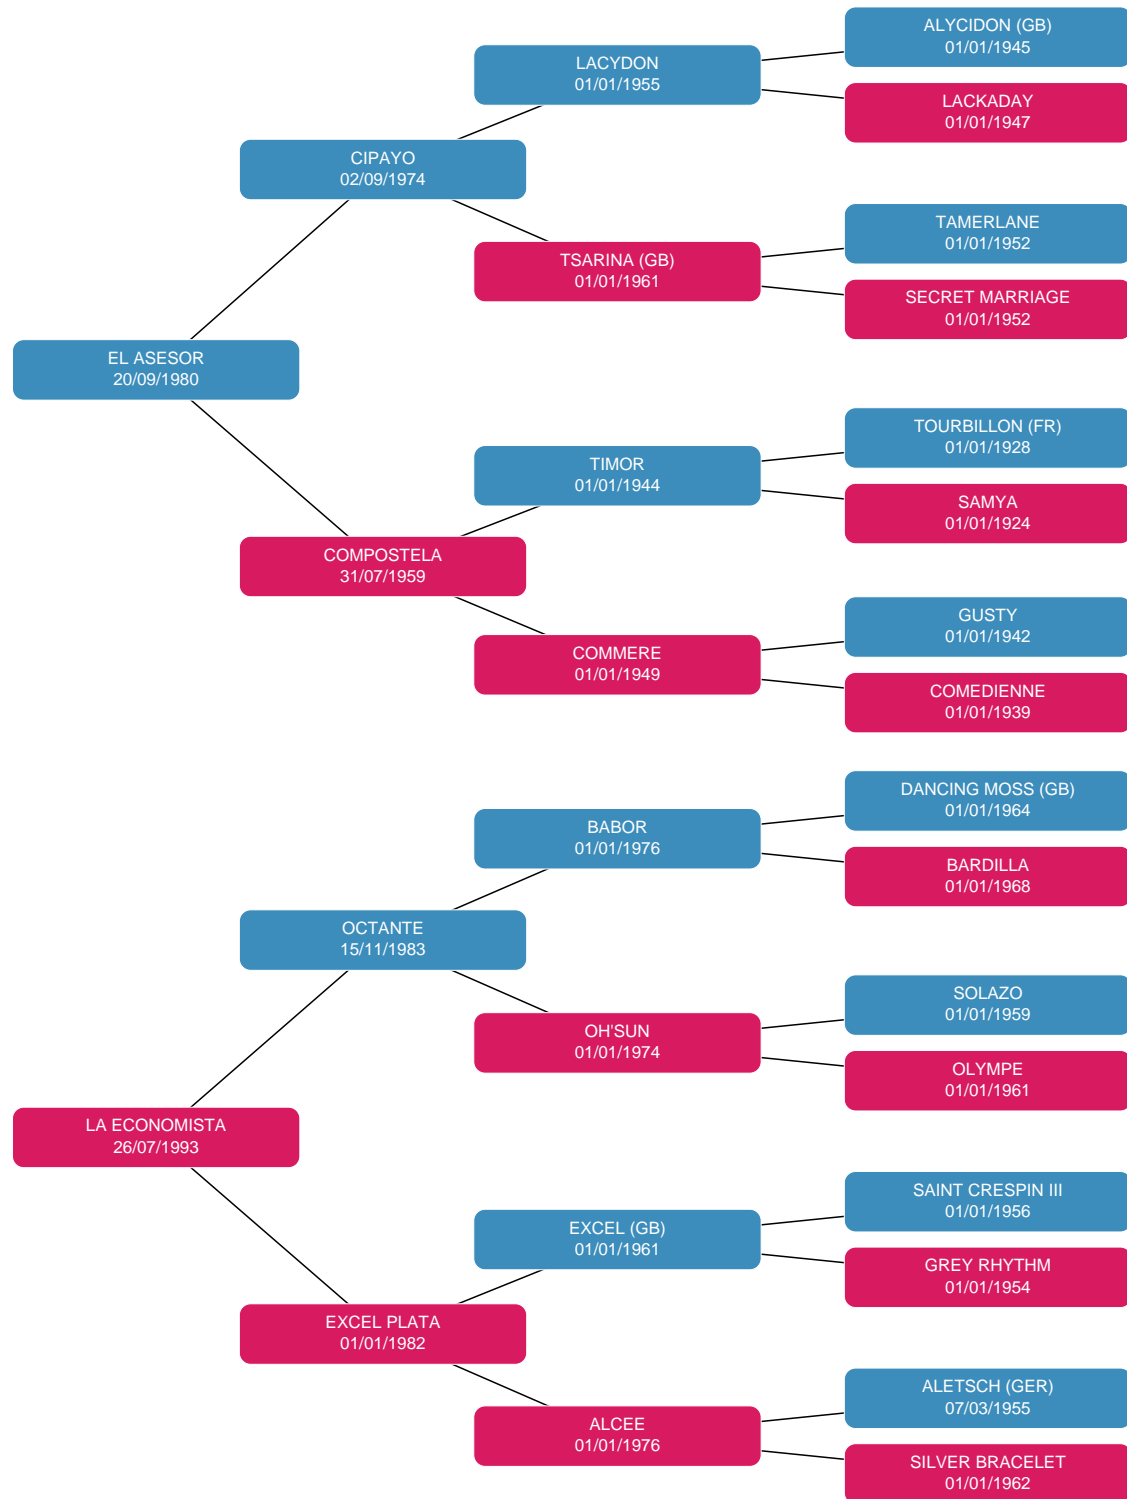 ALYCIDON (GB)
01/01/1945
LACYDON
01/01/1955
LACKADAY
01/01/1947
CIPAYO
02/09/1974
TAMERLANE
01/01/1952
TSARINA (GB)
01/01/1961
SECRET MARRIAGE
01/01/1952
EL ASESOR
20/09/1980
TOURBILLON (FR)
01/01/1928
TIMOR
01/01/1944
SAMYA
01/01/1924
COMPOSTELA
31/07/1959
GUSTY
01/01/1942
COMMERE
01/01/1949
COMEDIENNE
01/01/1939
DANCING MOSS (GB)
01/01/1964
BABOR
01/01/1976
BARDILLA
01/01/1968
OCTANTE
15/11/1983
SOLAZO
01/01/1959
OH'SUN
01/01/1974
OLYMPE
01/01/1961
LA ECONOMISTA
26/07/1993
SAINT CRESPIN III
01/01/1956
EXCEL (GB)
01/01/1961
GREY RHYTHM
01/01/1954
EXCEL PLATA
01/01/1982
ALETSCH (GER)
07/03/1955
ALCEE
01/01/1976
SILVER BRACELET
01/01/1962